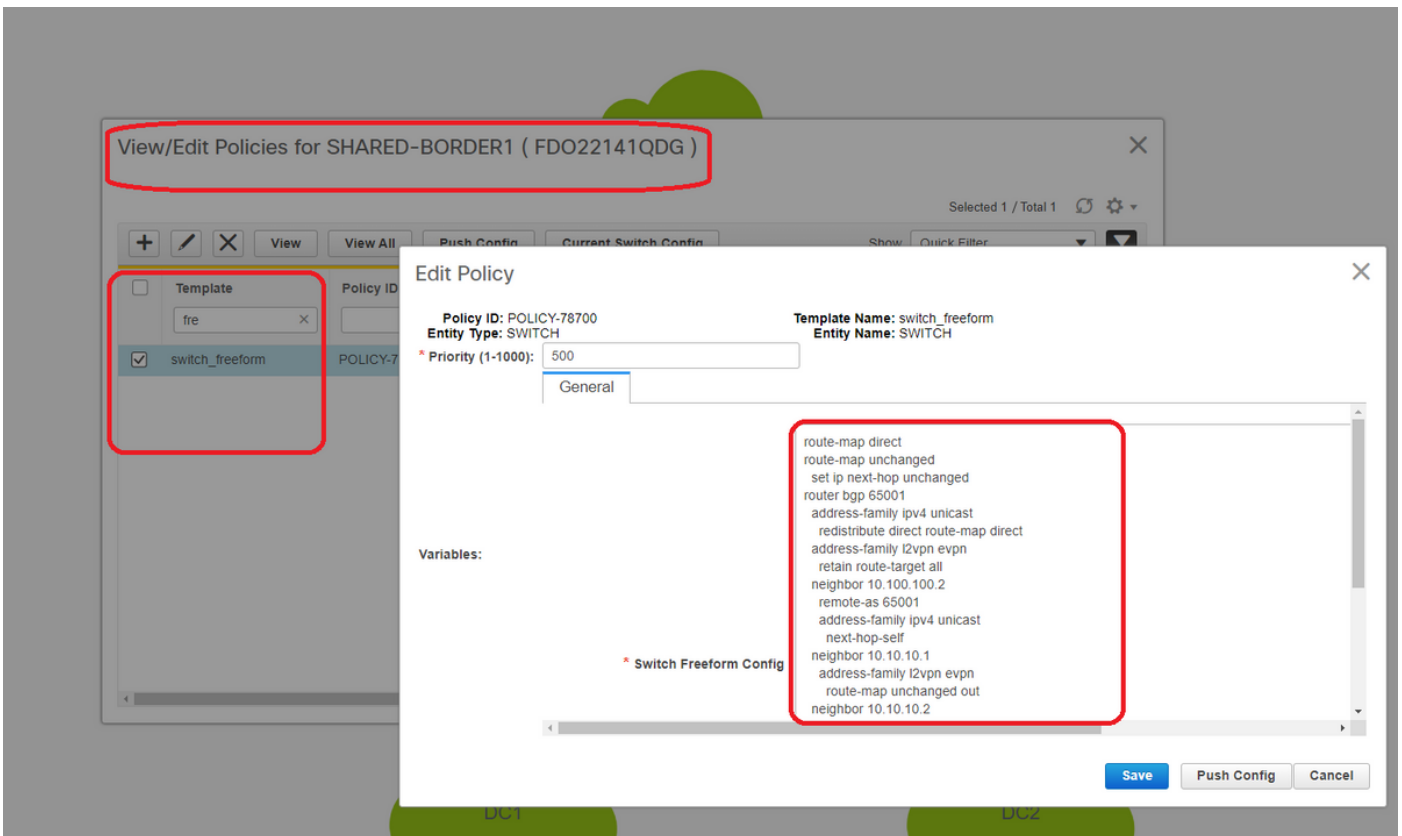 View/Edit Policies for SHARED-BORDER1 ( FDO22141QDG )
Selected 1 / Total 1
View
View All
Push Config
Current Switch Config
Show
Quick Filter
Template
Policy ID
fre
switch_freeform
POLICY-7
Edit Policy
Policy ID: POLICY-78700
Template Name: switch_freeform
Entity Type: SWITCH
Entity Name: SWITCH
* Priority (1-1000): 500
General
Variables:
* Switch Freeform Config
route-map direct
route-map unchanged
set ip next-hop unchanged
router bgp 65001
address-family ipv4 unicast
redistribute direct route-map direct
address-family l2vpn evpn
retain route-target all
neighbor 10.100.100.2
remote-as 65001
address-family ipv4 unicast
next-hop-self
neighbor 10.10.10.1
address-family l2vpn evpn
route-map unchanged out
neighbor 10.10.10.2
Save
Push Config
Cancel
DC1
DC2